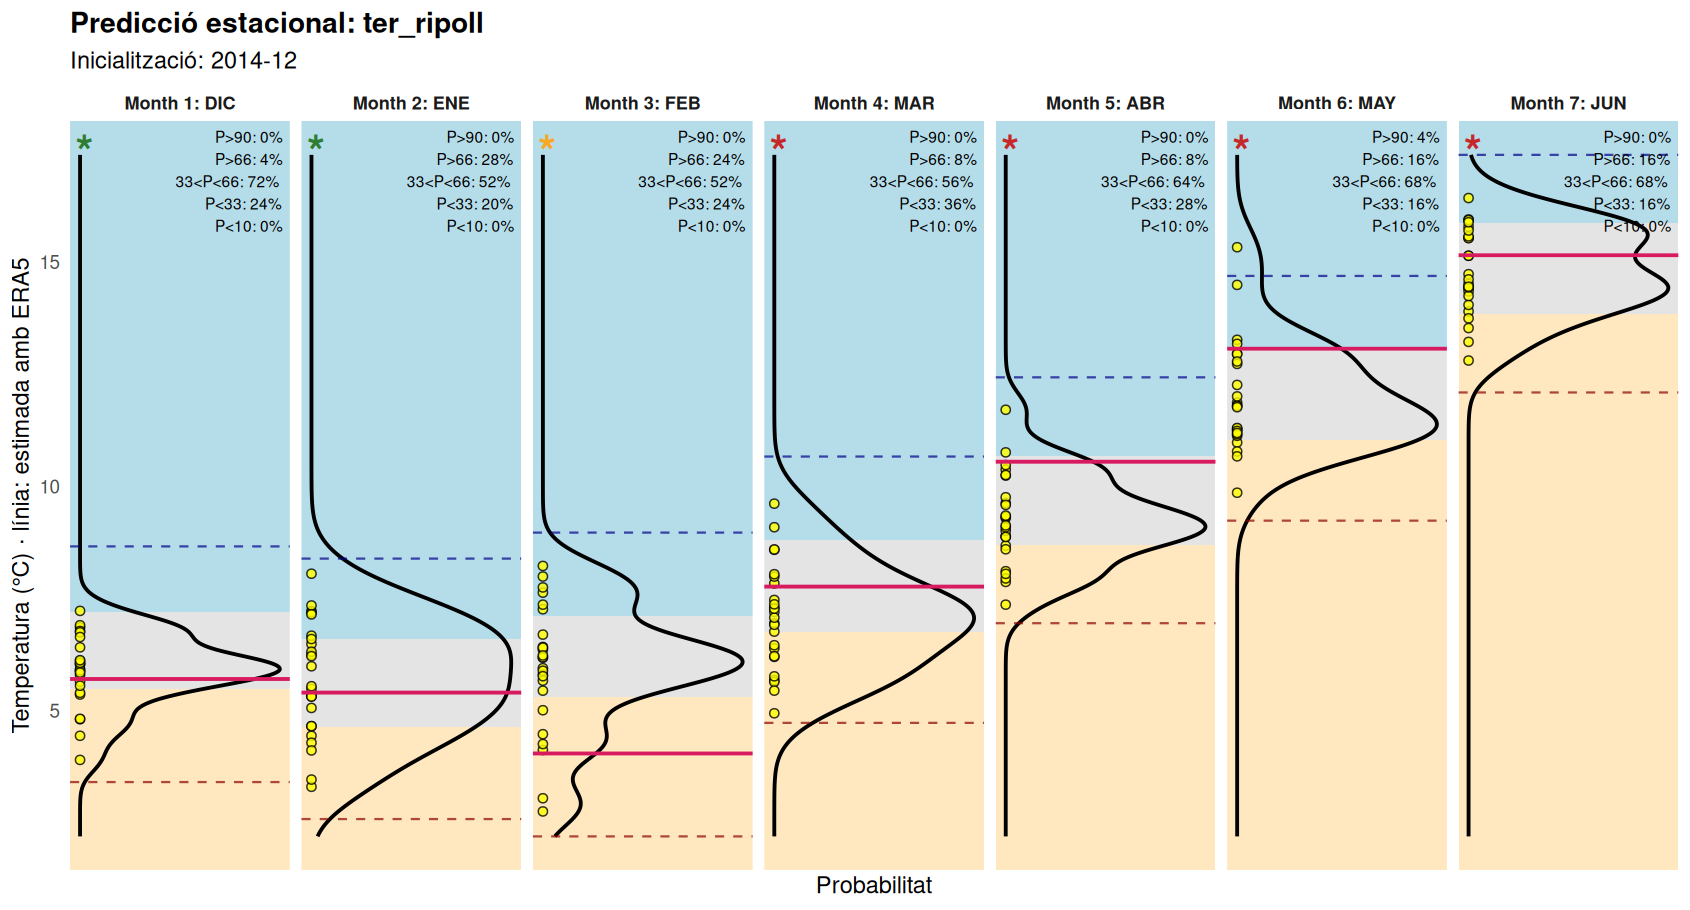 Predicció estacional: ter_ripoll
Inicialització: 2014-12
Month 1: DIC
Month 2: ENE
Month 3: FEB
Month 4: MAR
Month 5: ABR
Month 6: MAY
Month 7: JUN
*
P>90: 0%
P>66: 4%
33<P<66: 72%
P<33: 24%
P<10: 0%
*
P>90: 0%
P>66: 28%
33<P<66: 52%
P<33: 20%
P<10: 0%
*
P>90: 0%
P>66: 24%
33<P<66: 52%
P<33: 24%
P<10: 0%
*
P>90: 0%
P>66: 8%
33<P<66: 56%
P<33: 36%
P<10: 0%
*
P>90: 0%
P>66: 8%
33<P<66: 64%
P<33: 28%
P<10: 0%
*
P>90: 4%
P>66: 16%
33<P<66: 68%
P<33: 16%
P<10: 0%
*
P>90: 0%
P>66: 16%
33<P<66: 68%
P<33: 16%
P<10: 0%
Temperatura (°C) · línia: estimada amb ERA5
15
10
5
Probabilitat